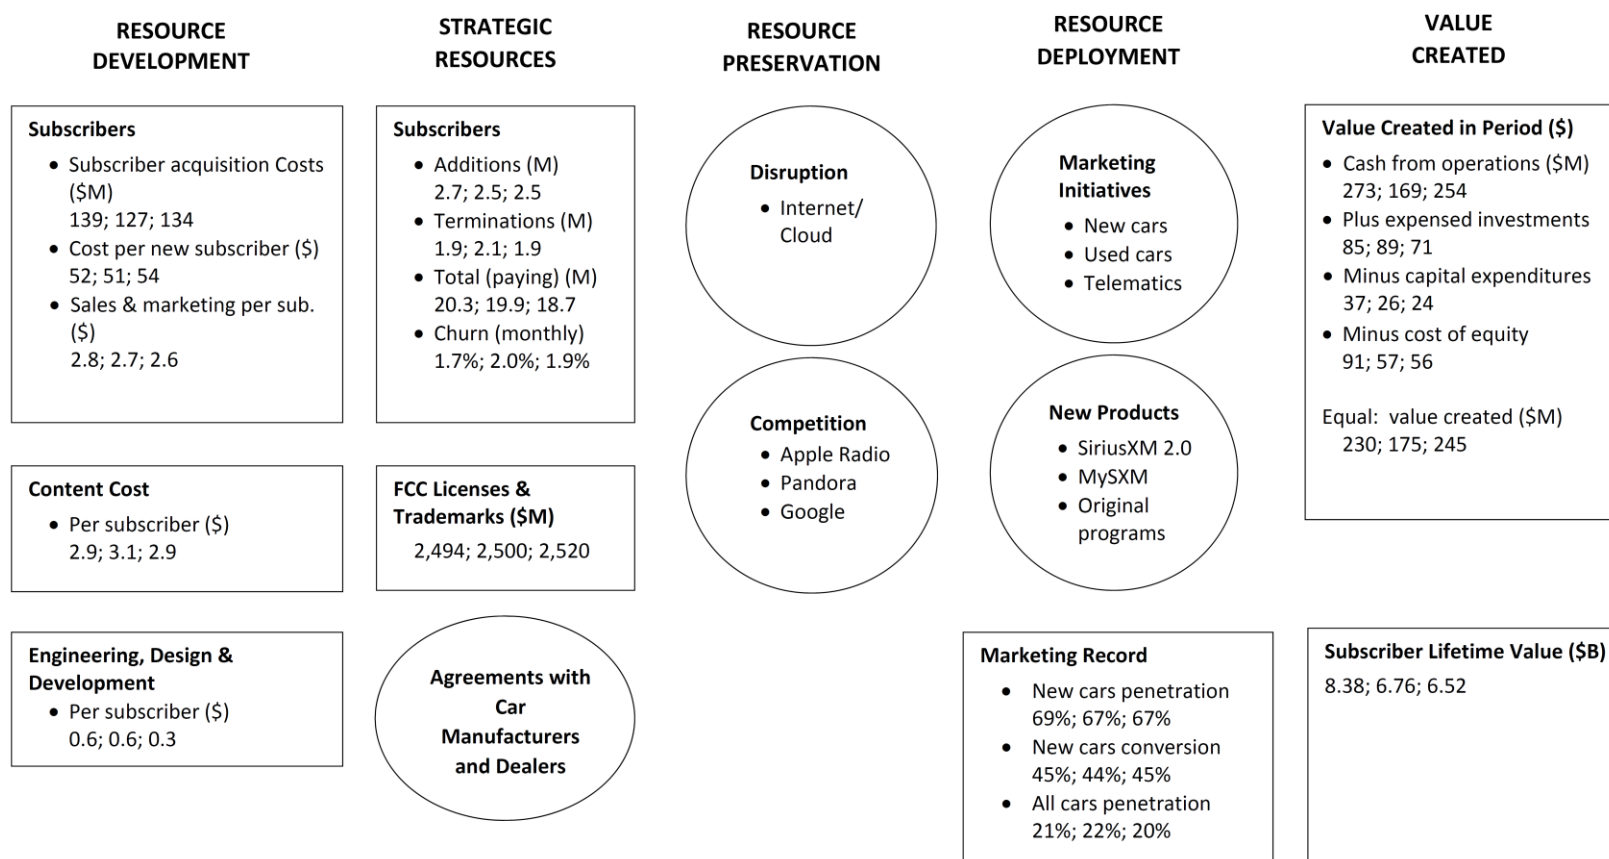 RESOURCE
DEVELOPMENT
Subscribers
• Subscriber acquisition Costs
($M)
139; 127; 134
• Cost per new subscriber ($)
52; 51; 54
• Sales & marketing per sub.
($)
2.8; 2.7; 2.6
Content Cost
• Per subscriber ($)
2.9; 3.1; 2.9
Engineering, Design &
Development
• Per subscriber ($)
0.6; 0.6; 0.3
STRATEGIC
RESOURCES
Subscribers
• Additions (M)
2.7; 2.5; 2.5
• Terminations (M)
1.9; 2.1; 1.9
• Total (paying) (M)
20.3; 19.9; 18.7
• Churn (monthly)
1.7%; 2.0%; 1.9%
FCC Licenses &
Trademarks ($M)
2,494; 2,500; 2,520
Agreements with
Car
Manufacturers
and Dealers
RESOURCE
PRESERVATION
Disruption
• Internet/
Cloud
Competition
• Apple Radio
• Pandora
• Google
RESOURCE
DEPLOYMENT
Marketing
Initiatives
• New cars
• Used cars
• Telematics
New Products
• SiriusXM 2.0
• MySXM
• Original
programs
Marketing Record
• New cars penetration
69%; 67%; 67%
• New cars conversion
45%; 44%; 45%
• All cars penetration
21%; 22%; 20%
VALUE
CREATED
Value Created in Period ($)
• Cash from operations ($M)
273; 169; 254
• Plus expensed investments
85; 89; 71
• Minus capital expenditures
37; 26; 24
• Minus cost of equity
91; 57; 56
Equal: value created ($M)
230; 175; 245
Subscriber Lifetime Value ($B)
8.38; 6.76; 6.52